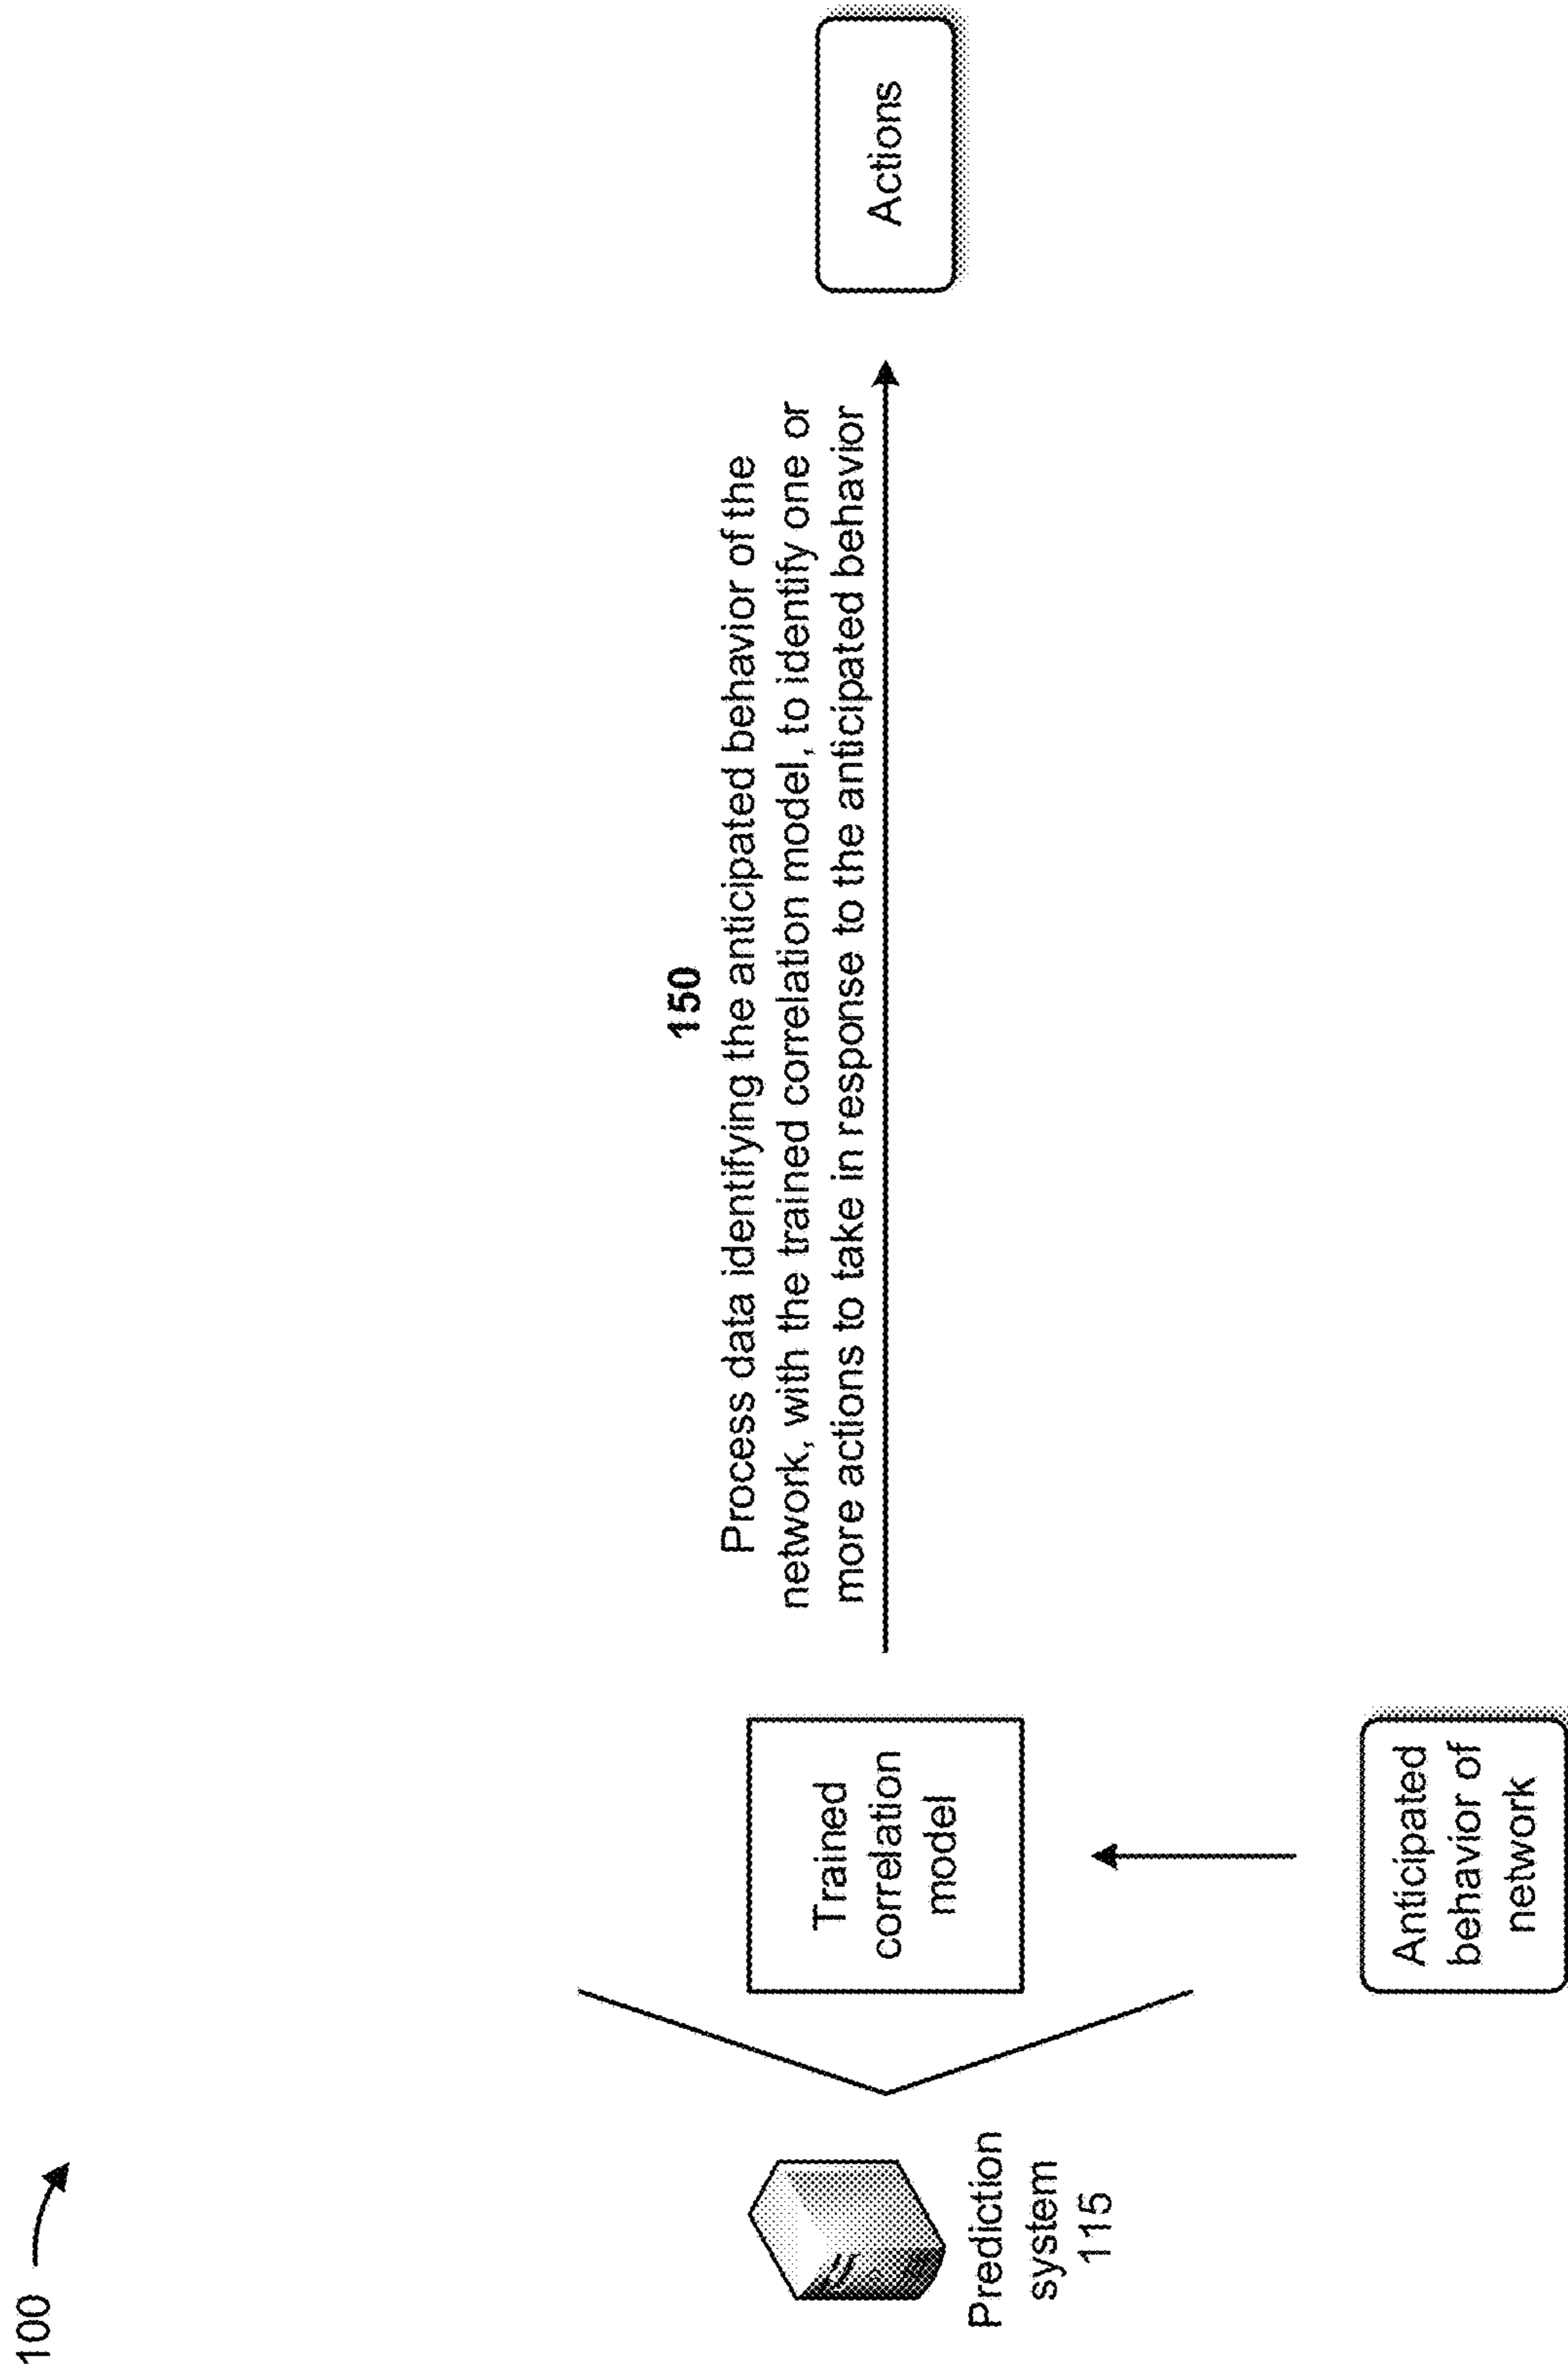 100
150
Process data identifying the anticipated behavior of the
network, with the trained correlation model, to identify one or
more actions to take in response to the anticipated behavior
Prediction
system
115
Trained
correlation
model
Actions
Anticipated
behavior of
network